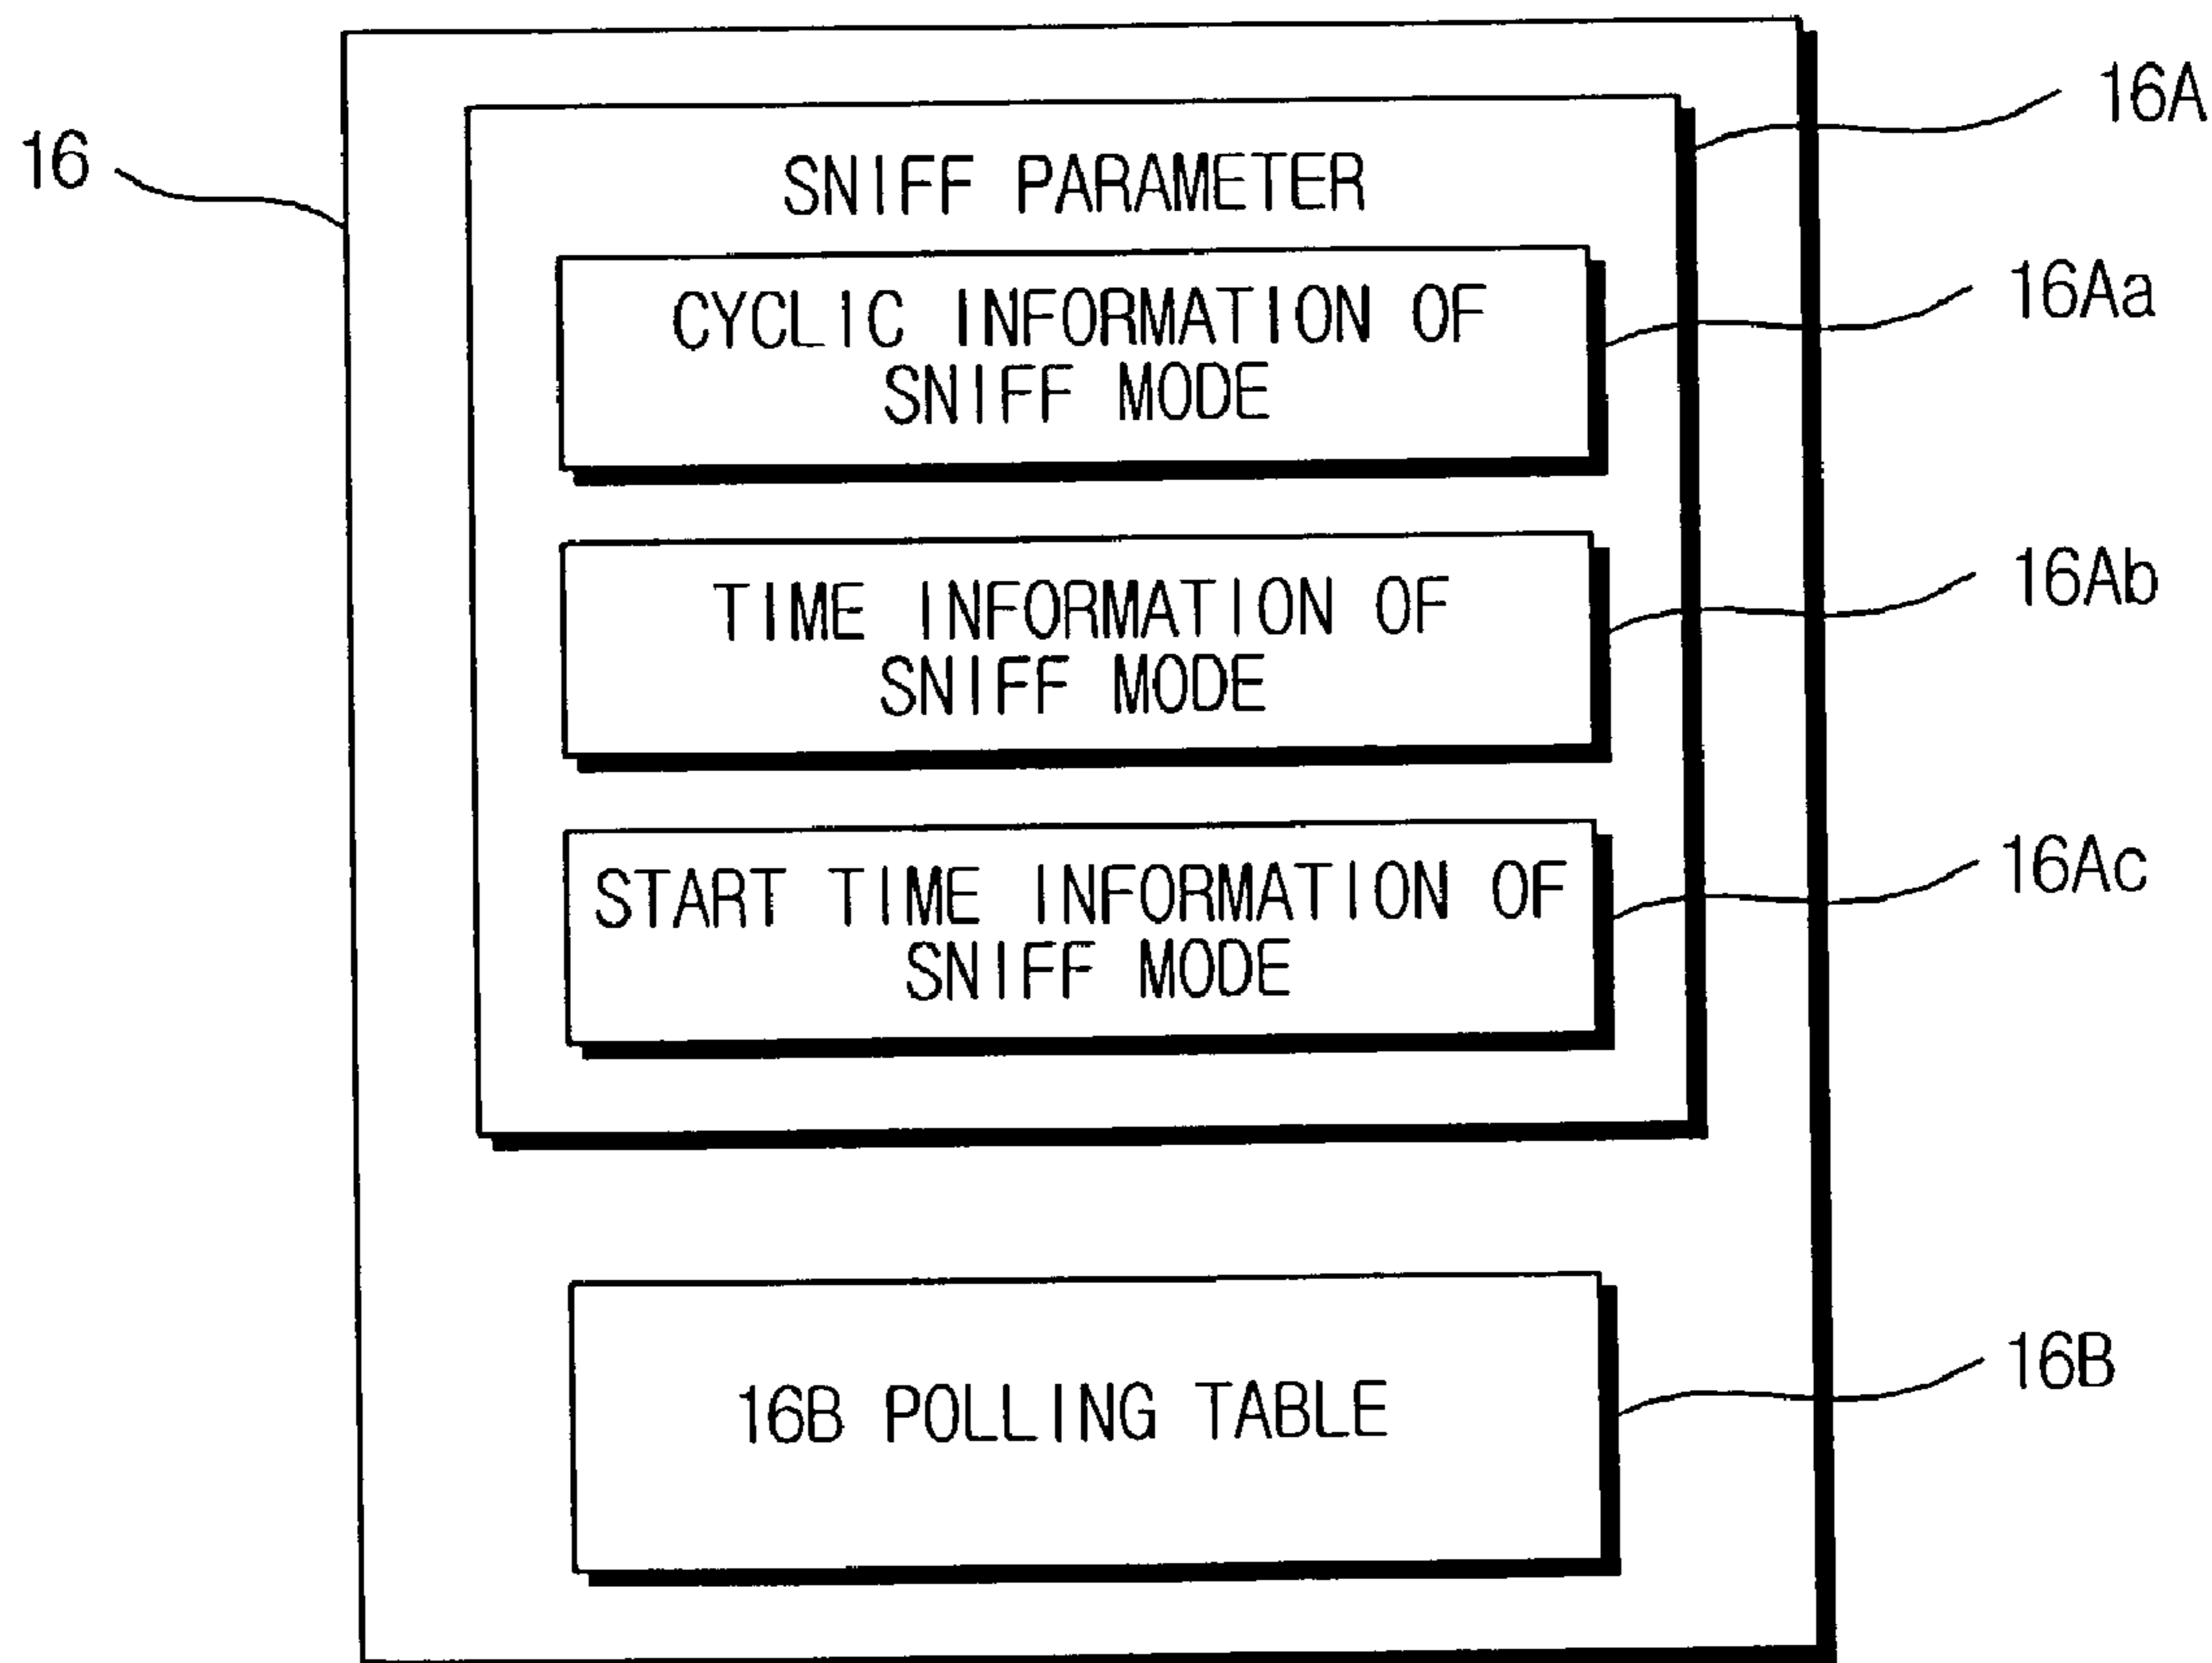 16
16A
SNIFF PARAMETER
16Aa
CYCLIC INFORMATION OF
SNIFF MODE
16Ab
TIME INFORMATION OF
SNIFF MODE
16Ac
START TIME INFORMATION OF
SNIFF MODE
16B
16B POLLING TABLE